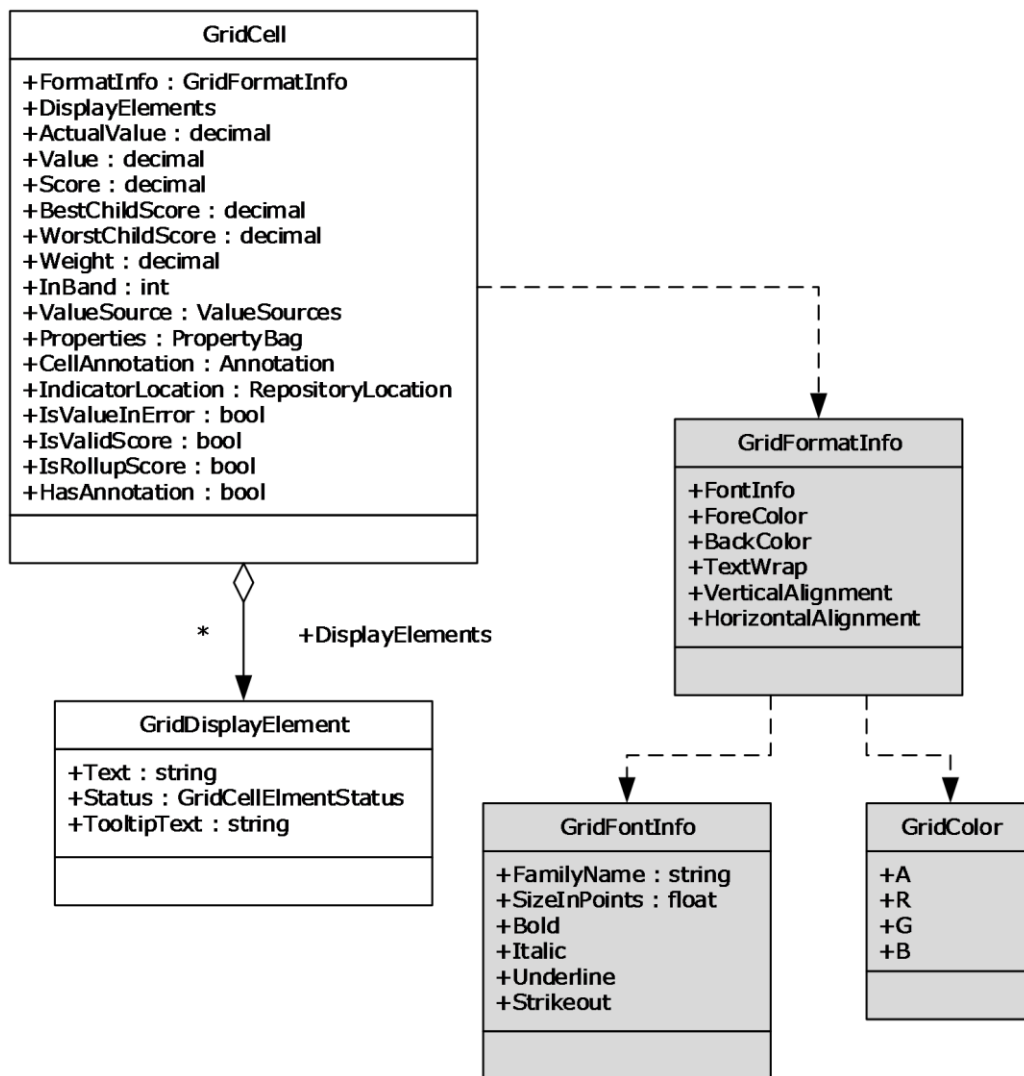 GridCell
+FormatInfo : GridFormatInfo
+DisplayElements
+ActualValue : decimal
+Value : decimal
+Score : decimal
+BestChildScore : decimal
+WorstChildScore : decimal
+Weight : decimal
+InBand : int
+ValueSource : ValueSources
+Properties : PropertyBag
+CellAnnotation : Annotation
+IndicatorLocation : RepositoryLocation
+IsValueInError : bool
+IsValidScore : bool
+IsRollupScore : bool
+HasAnnotation : bool
* +DisplayElements
GridDisplayElement
+Text : string
+Status : GridCellElmentStatus
+TooltipText : string
GridFormatInfo
+FontInfo
+ForeColor
+BackColor
+TextWrap
+VerticalAlignment
+HorizontalAlignment
GridFontInfo
+FamilyName : string
+SizeInPoints : float
+Bold
+Italic
+Underline
+Strikeout
GridColor
+A
+R
+G
+B